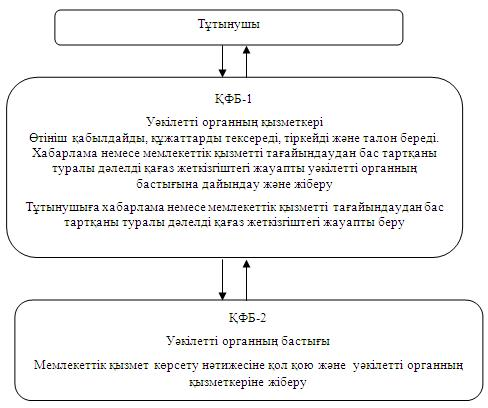 Тұтынушы
ҚФБ-1
Уәкілетті органның қызметкері
Өтініш қабылдайды, құжаттарды тексереді, тіркейді және талон береді.
Хабарлама немесе мемлекеттік қызметті тағайындаудан бас тартқаны
туралы дәлелді қағаз жеткізгіштегі жауапты уәкілетті органның
бастығына дайындау және жіберу
Тұтынушыға хабарлама немесе мемлекеттік қызметті тағайындаудан бас
тартқаны туралы дәлелді қағаз жеткізгіштегі жауапты беру
ҚФБ-2
Уәкілетті органның бастығы
Мемлекеттік қызмет көрсету нәтижесіне қол қою және уәкілетті органның
қызметкеріне жіберу